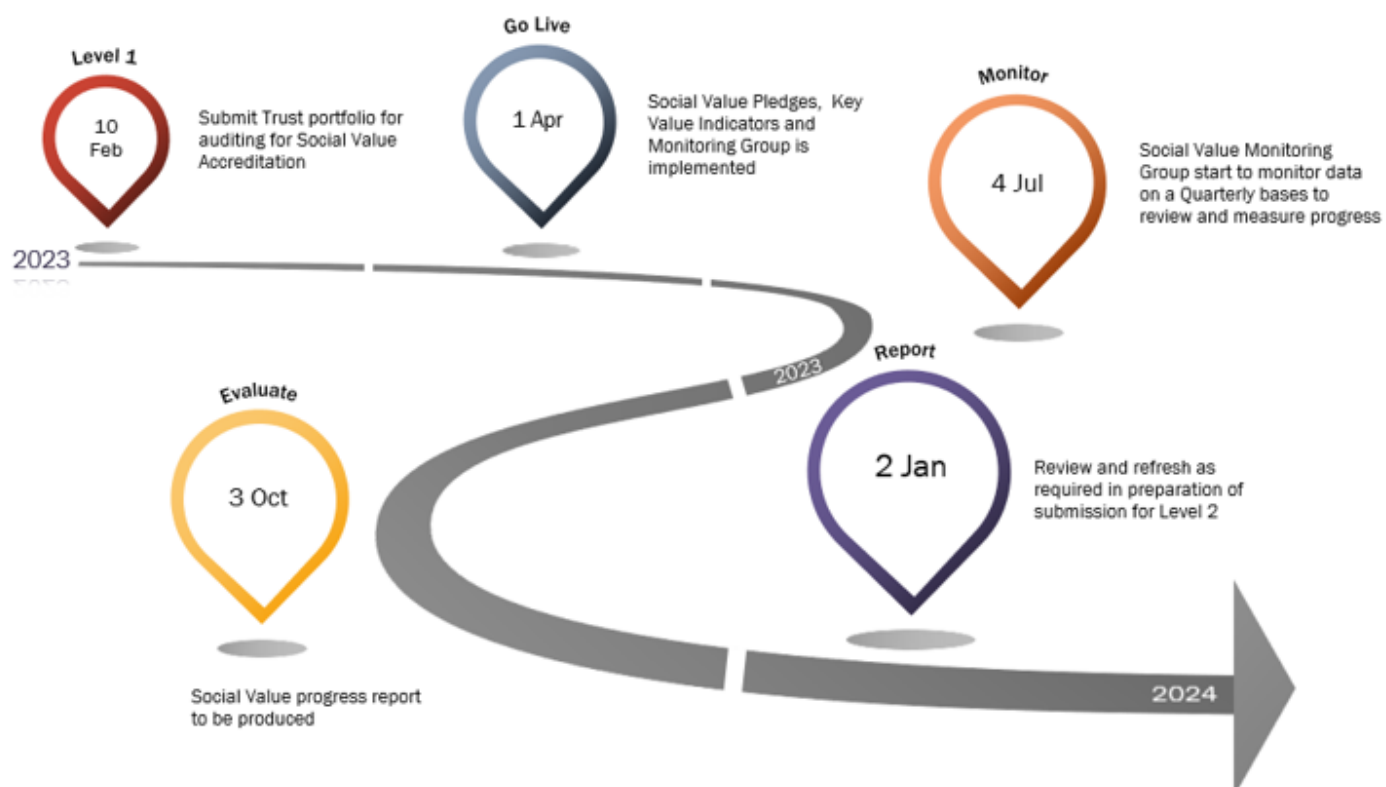 Level 1
10
Feb
Submit Trust portfolio for
auditing for Social Value
Accreditation
Go Live
1 Apr
Social Value Pledges, Key
Value Indicators and
Monitoring Group is
implemented
Monitor
4 Jul
Social Value Monitoring
Group start to monitor data
on a Quarterly bases to
review and measure progress
2023
2023
Evaluate
3 Oct
Social Value progress report
to be produced
Report
2 Jan
Review and refresh as
required in preparation of
submission for Level 2
2024